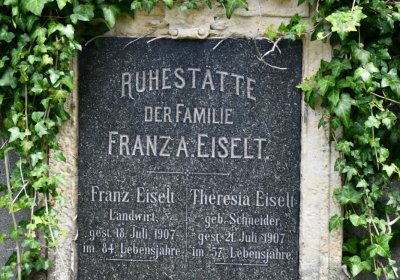 RUHESTÄTTE
DER FAMILIE
FRANZ A. EISELT.
Franz Eiselt
Landwirt,
gest. 18. Juli 1907
im 84. Lebensjahre.
Theresia Eiselt
geb. Schneider
gest. 21. Juli 1907
im 57. Lebensjahre.